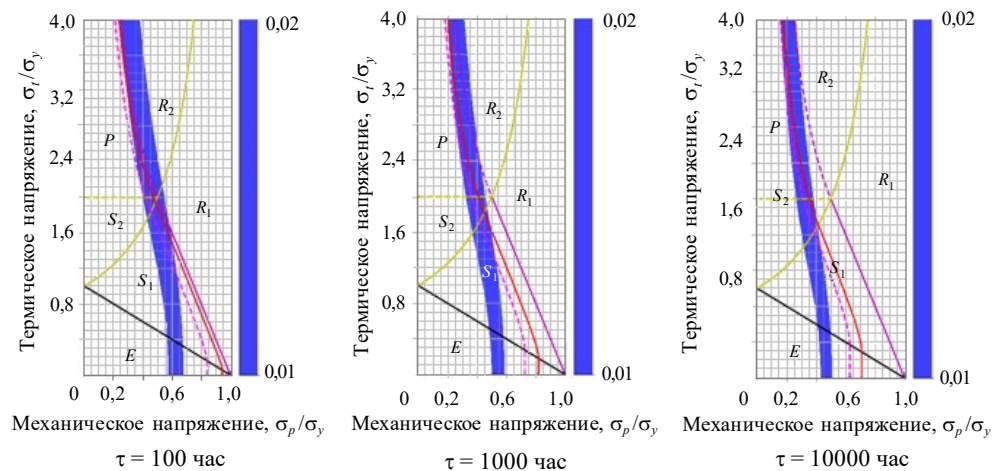 Термическое напряжение, σt/σy
4,0
3,2
2,4
1,6
0,8
0 0,2 0,6 1,0
P
R2
R1
S2
S1
E
0,02
0,01
Механическое напряжение, σp/σy
τ = 100 час
Термическое напряжение, σt/σy
4,0
3,2
2,4
1,6
0,8
0 0,2 0,6 1,0
P
R2
R1
S2
S1
E
0,02
0,01
Механическое напряжение, σp/σy
τ = 1000 час
Термическое напряжение, σt/σy
4,0
3,2
2,4
1,6
0,8
0 0,2 0,6 1,0
R2
P
R1
S2
S1
E
0,02
0,01
Механическое напряжение, σp/σy
τ = 10000 час